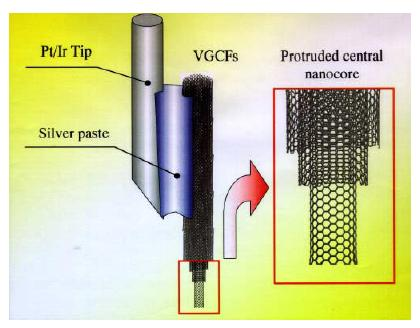 Pt/Ir Tip
VGCFs
Protruded central
nanocore
Silver paste